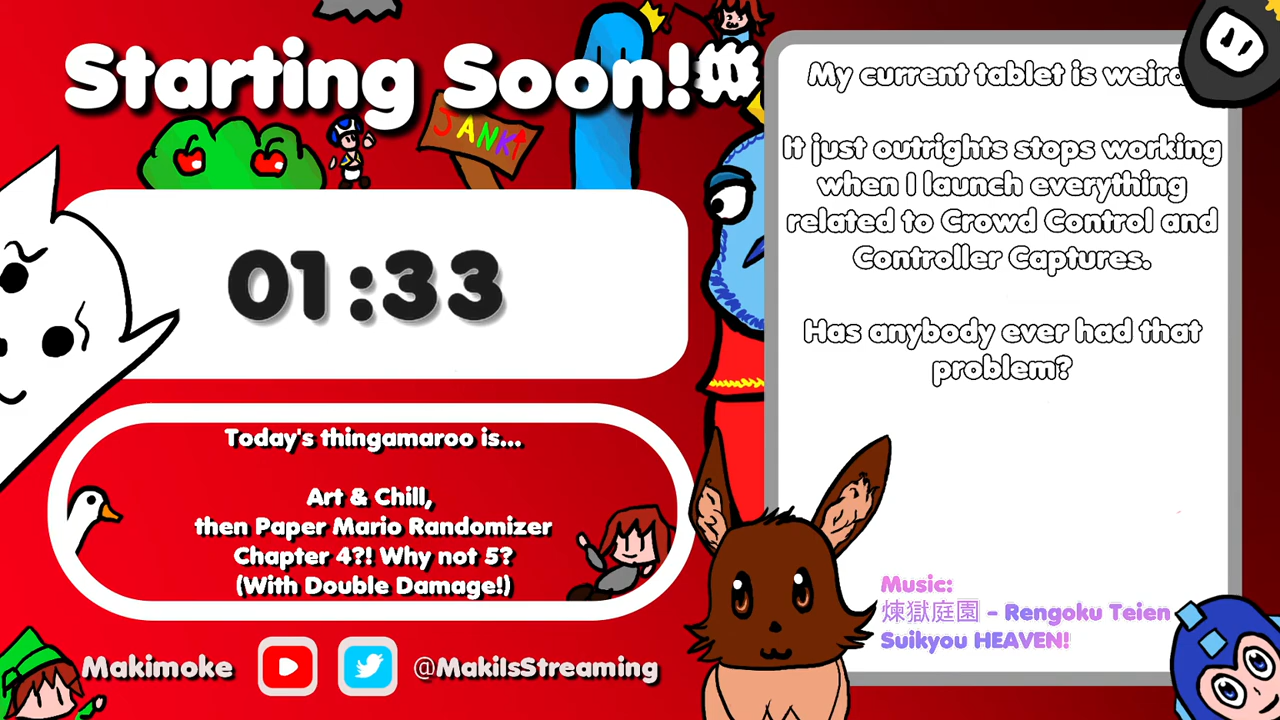 Starting Soon!
JANKY
01:33
Today's thingamaroo is...
Art & Chill,
then Paper Mario Randomizer
Chapter 4?! Why not 5?
(With Double Damage!)
Makimoke
@MakiIsStreaming
My current tablet is weird
It just outrights stops working
when I launch everything
related to Crowd Control and
Controller Captures.
Has anybody ever had that
problem?
Music:
煉獄庭園 - Rengoku Teien
Suikyou HEAVEN!